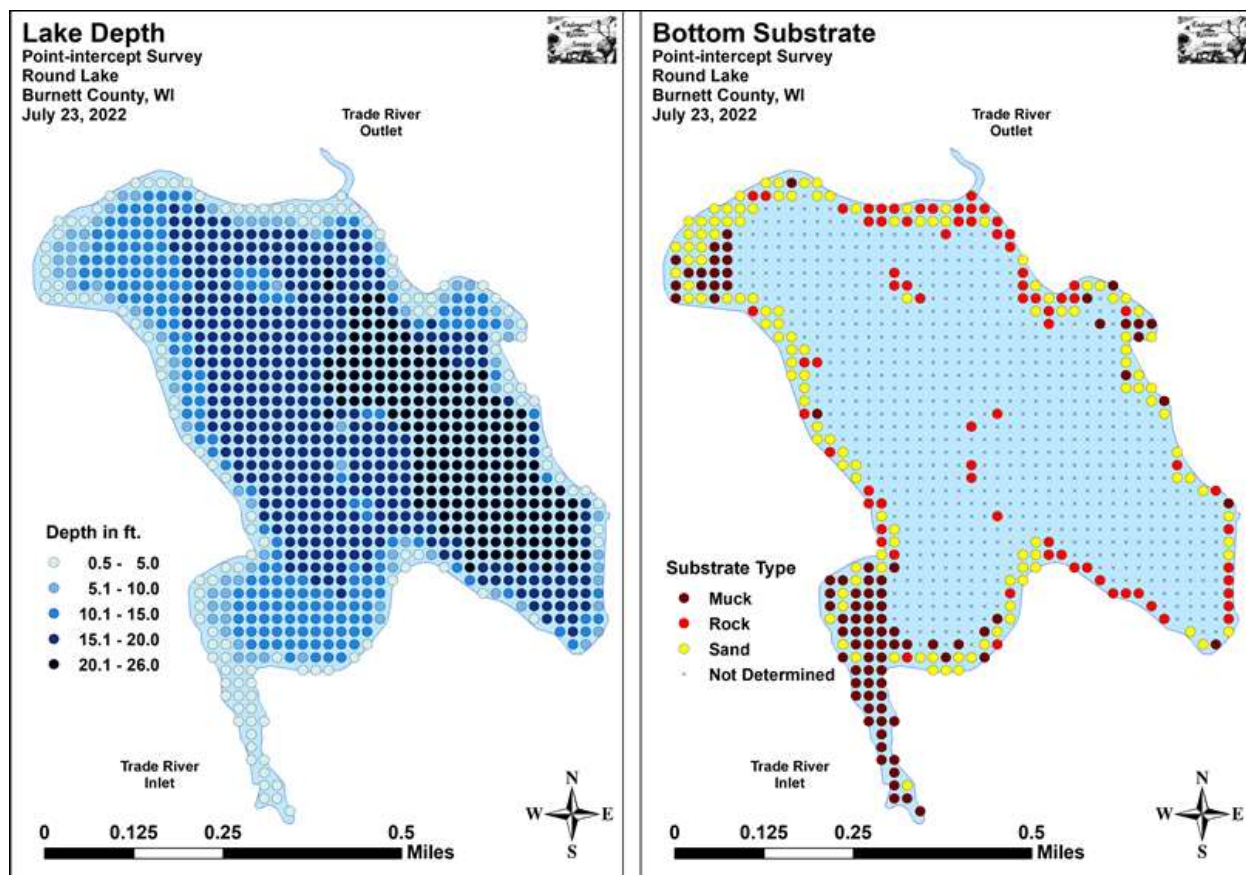 Lake Depth
Point-intercept Survey
Round Lake
Burnett County, WI
July 23, 2022
Trade River
Outlet
Depth in ft.
0.5 - 5.0
5.1 - 10.0
10.1 - 15.0
15.1 - 20.0
20.1 - 26.0
Trade River
Inlet
N
W E
S
0 0.125 0.25 0.5
Miles
Bottom Substrate
Point-intercept Survey
Round Lake
Burnett County, WI
July 23, 2022
Trade River
Outlet
Substrate Type
Muck
Rock
Sand
Not Determined
Trade River
Inlet
N
W E
S
0 0.125 0.25 0.5
Miles